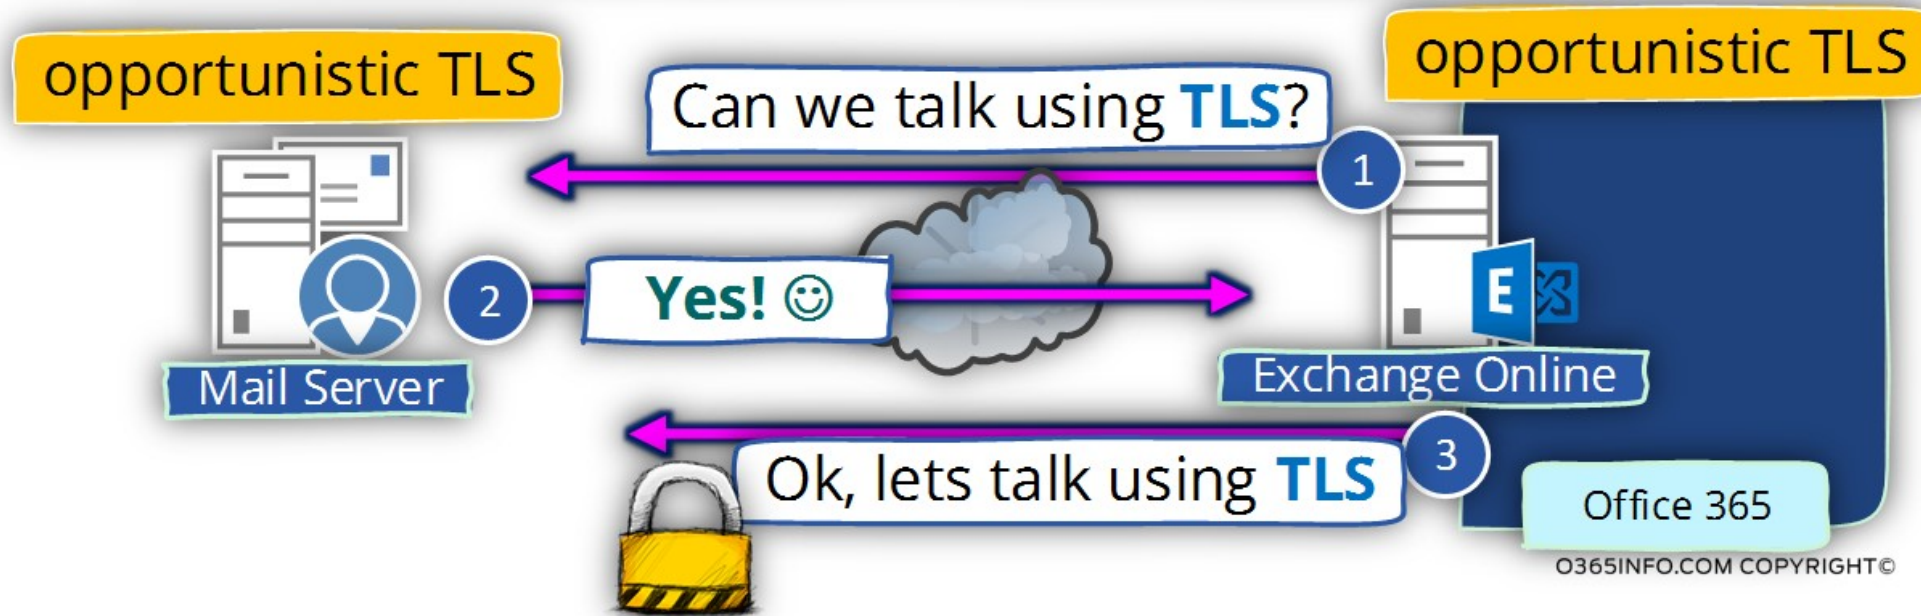 opportunistic TLS
opportunistic TLS
Can we talk using TLS?
1
2
Yes! ☺
E
Mail Server
Exchange Online
3
Ok, lets talk using TLS
Office 365
O365INFO.COM COPYRIGHT©